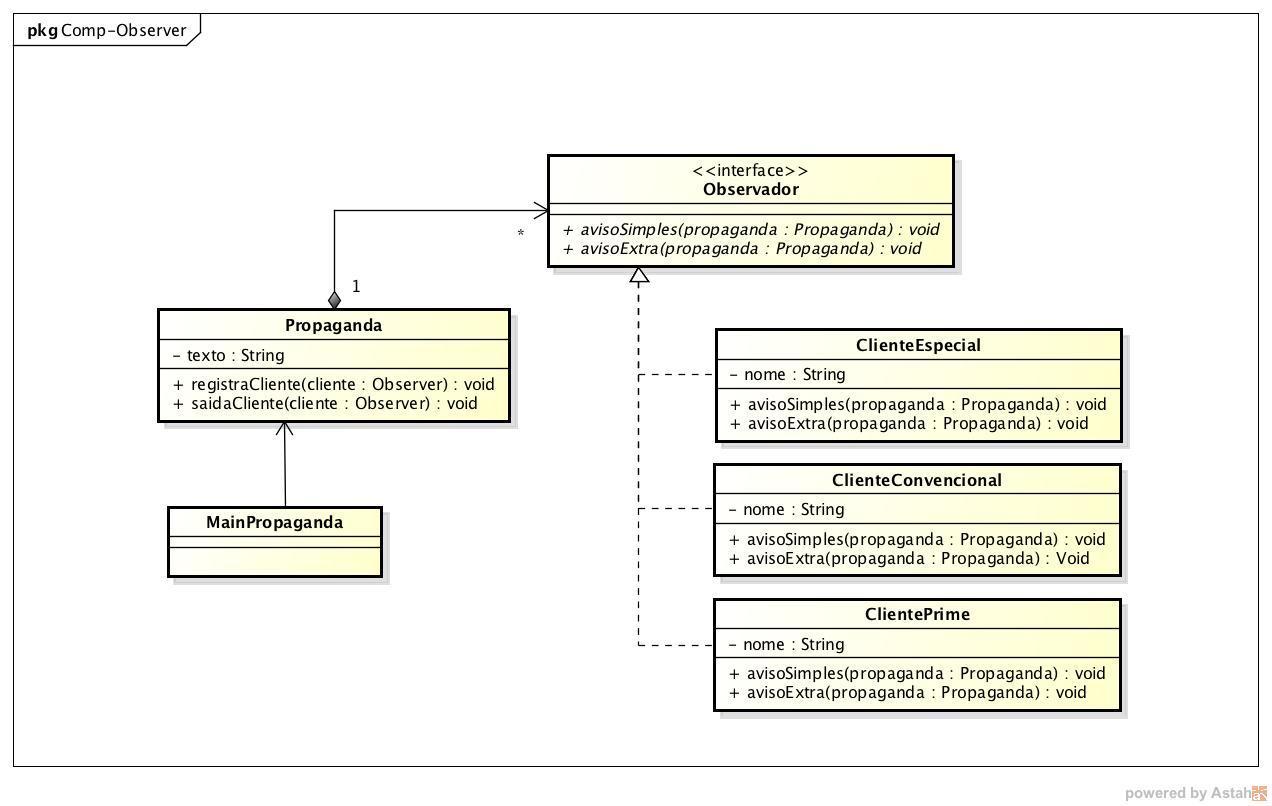 pkg Comp-Observer
<<interface>>
Observador
+ avisoSimples(propaganda : Propaganda) : void
+ avisoExtra(propaganda : Propaganda) : void
*
1
Propaganda
- texto : String
+ registraCliente(cliente : Observer) : void
+ saidaCliente(cliente : Observer) : void
MainPropaganda
ClienteEspecial
- nome : String
+ avisoSimples(propaganda : Propaganda) : void
+ avisoExtra(propaganda : Propaganda) : void
ClienteConvencional
- nome : String
+ avisoSimples(propaganda : Propaganda) : void
+ avisoExtra(propaganda : Propaganda) : Void
ClientePrime
- nome : String
+ avisoSimples(propaganda : Propaganda) : void
+ avisoExtra(propaganda : Propaganda) : void
powered by Astah